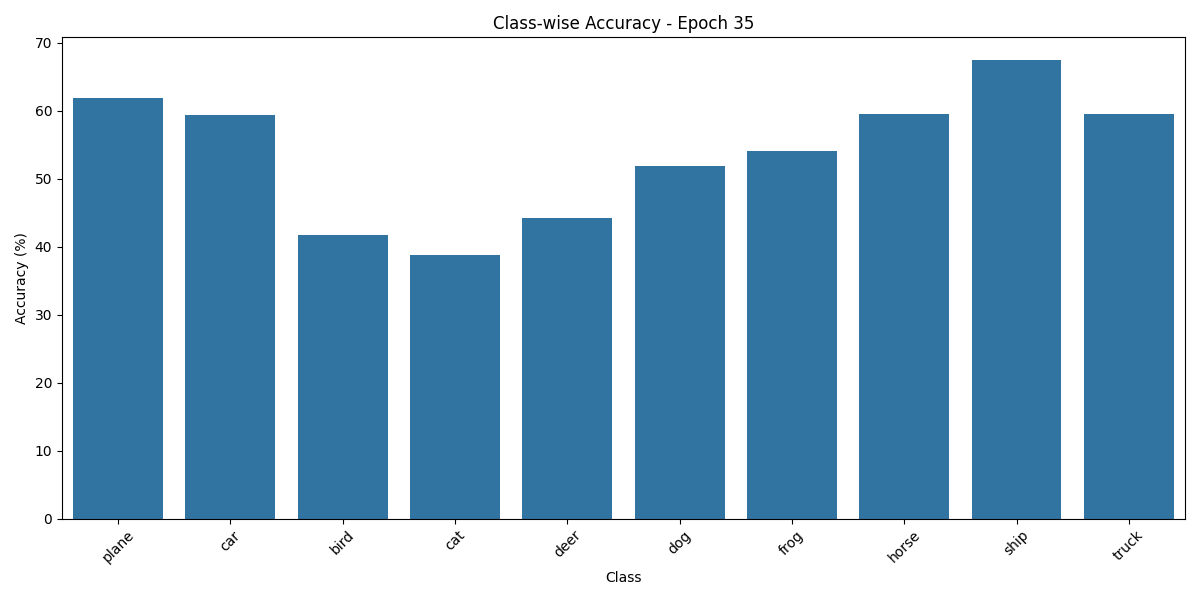 Class-wise Accuracy - Epoch 35
Accuracy (%)
70
60
50
40
30
20
10
0
plane
car
bird
cat
deer
dog
frog
horse
ship
truck
Class